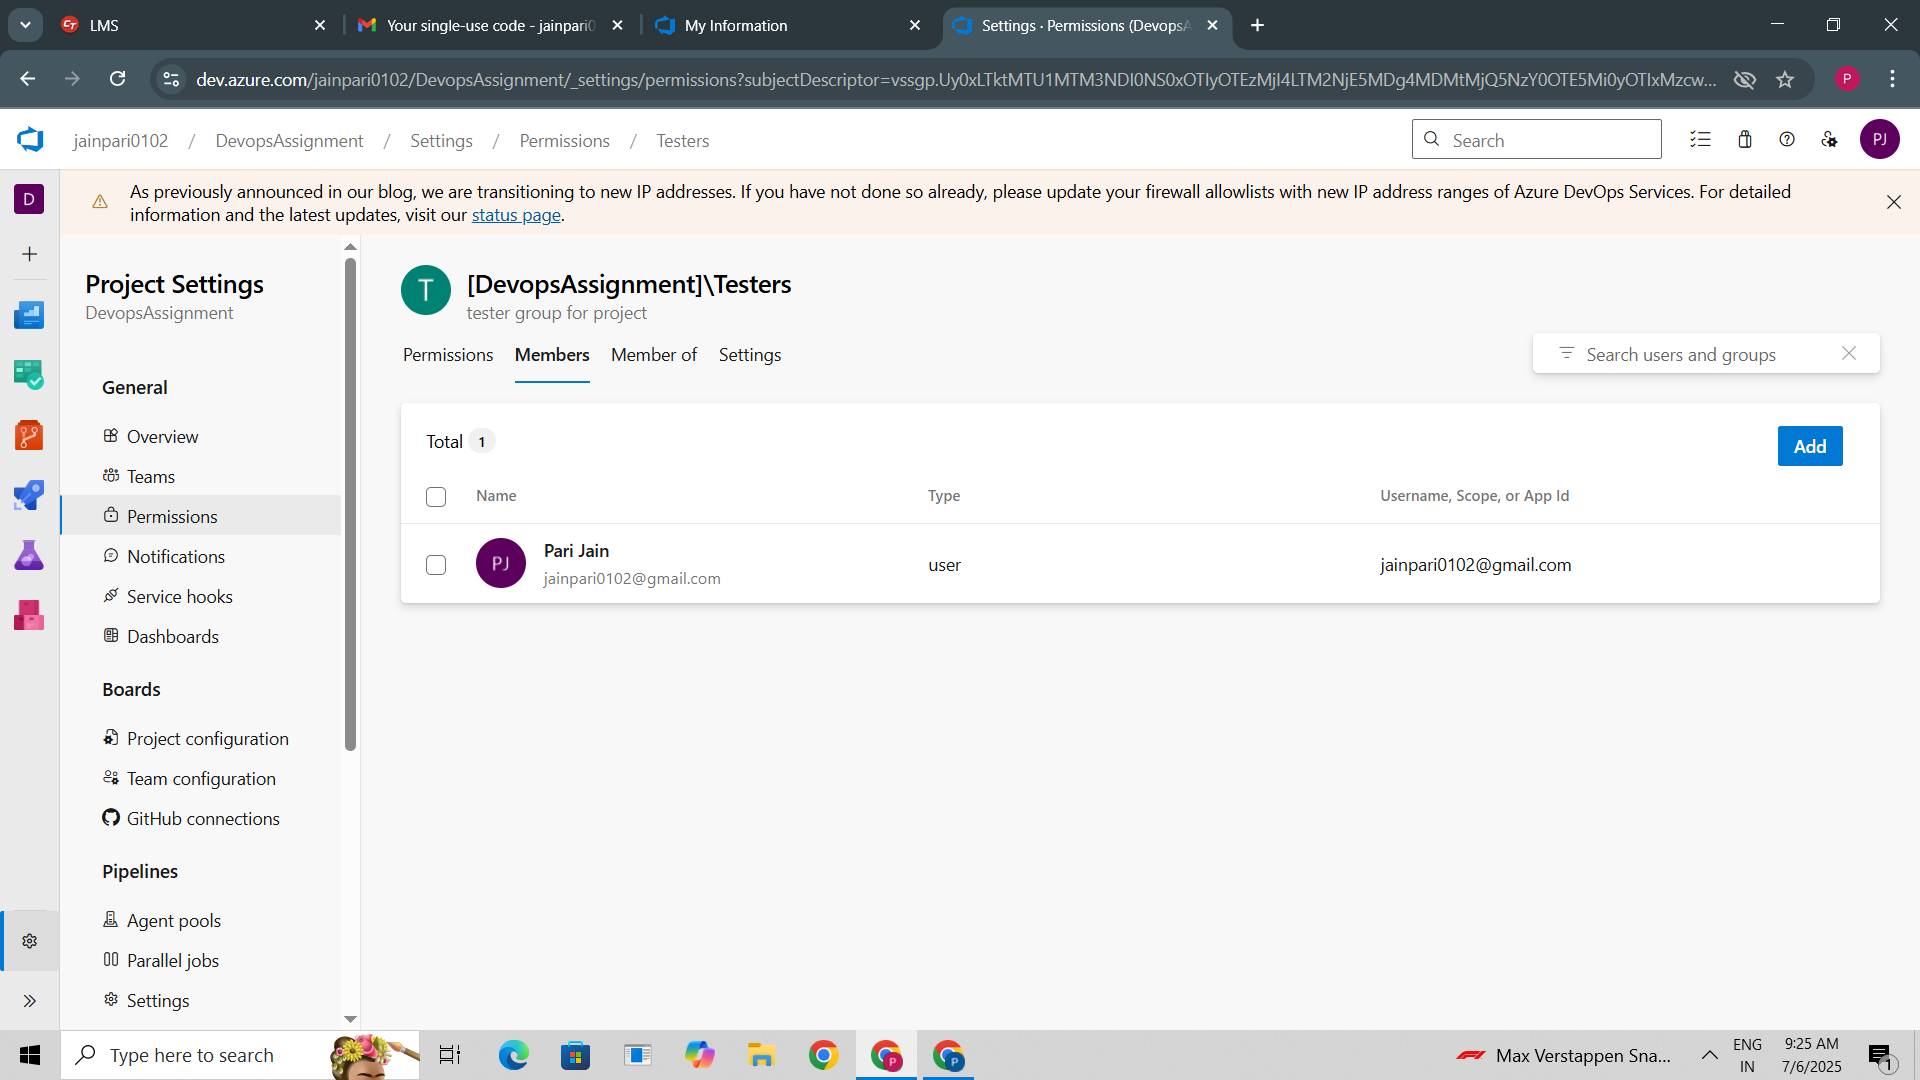 LMS
Your single-use code - jainpari0
My Information
Settings · Permissions (DevopsA
dev.azure.com/jainpari0102/DevopsAssignment/_settings/permissions?subjectDescriptor=vssgp.Uy0xLTktMTU1MTM3NDI0NS0xOTIyOTEzMjI4LTM2NjE5MDg4MDMtMjQ5NzY0OTE5Mi0yOTIxMzcw...
P
jainpari0102 / DevopsAssignment / Settings / Permissions / Testers
Search
PJ
D
As previously announced in our blog, we are transitioning to new IP addresses. If you have not done so already, please update your firewall allowlists with new IP address ranges of Azure DevOps Services. For detailed
information and the latest updates, visit our status page.
Project Settings
DevopsAssignment
General
Overview
Teams
Permissions
Notifications
Service hooks
Dashboards
Boards
Project configuration
Team configuration
GitHub connections
Pipelines
Agent pools
Parallel jobs
Settings
T
[DevopsAssignment]\Testers
tester group for project
Permissions Members Member of Settings
Search users and groups
Total 1
Add
Name Type Username, Scope, or App Id
PJ
Pari Jain
jainpari0102@gmail.com
user
jainpari0102@gmail.com
Type here to search
P
P
Max Verstappen Sna...
ENG
IN
9:25 AM
7/6/2025
1